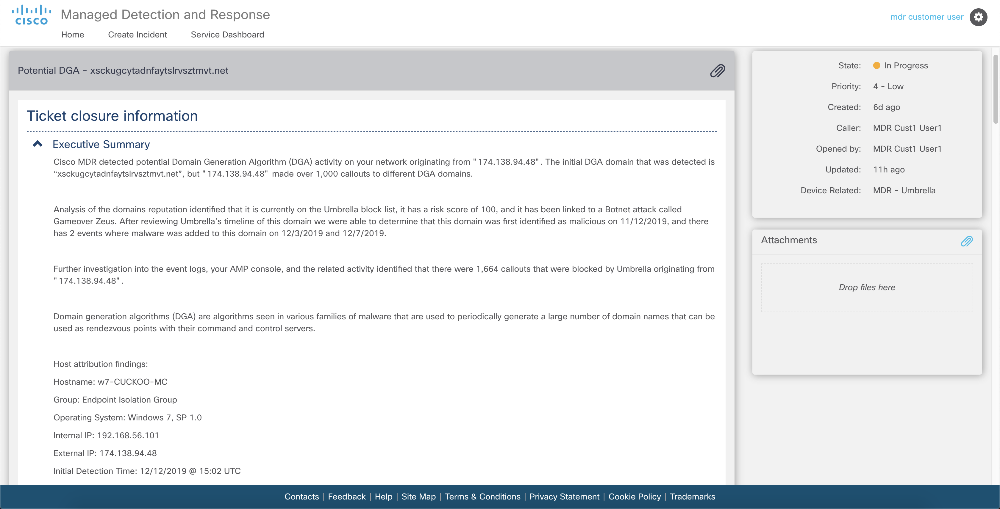 CISCO
Managed Detection and Response
mdr customer user
Home
Create Incident
Service Dashboard
Potential DGA - xsckugcytadnfaytslrvsztmvt.net
Ticket closure information
Executive Summary
Cisco MDR detected potential Domain Generation Algorithm (DGA) activity on your network originating from " 174.138.94.48" . The initial DGA domain that was detected is
“xsckugcytadnfaytslrvsztmvt.net”, but " 174.138.94.48"  made over 1,000 callouts to different DGA domains.
Analysis of the domains reputation identified that it is currently on the Umbrella block list, it has a risk score of 100, and it has been linked to a Botnet attack called
Gameover Zeus. After reviewing Umbrella's timeline of this domain we were able to determine that this domain was first identified as malicious on 11/12/2019, and there
has 2 events where malware was added to this domain on 12/3/2019 and 12/7/2019.
Further investigation into the event logs, your AMP console, and the related activity identified that there were 1,664 callouts that were blocked by Umbrella originating from
" 174.138.94.48" .
Domain generation algorithms (DGA) are algorithms seen in various families of malware that are used to periodically generate a large number of domain names that can be
used as rendezvous points with their command and control servers.
Host attribution findings:
Hostname: w7-CUCKOO-MC
Group: Endpoint Isolation Group
Operating System: Windows 7, SP 1.0
Internal IP: 192.168.56.101
External IP: 174.138.94.48
Initial Detection Time: 12/12/2019 @ 15:02 UTC
State: In Progress
Priority: 4 - Low
Created: 6d ago
Caller: MDR Cust1 User1
Opened by: MDR Cust1 User1
Updated: 11h ago
Device Related: MDR - Umbrella
Attachments
Drop files here
Contacts | Feedback | Help | Site Map | Terms & Conditions | Privacy Statement | Cookie Policy | Trademarks